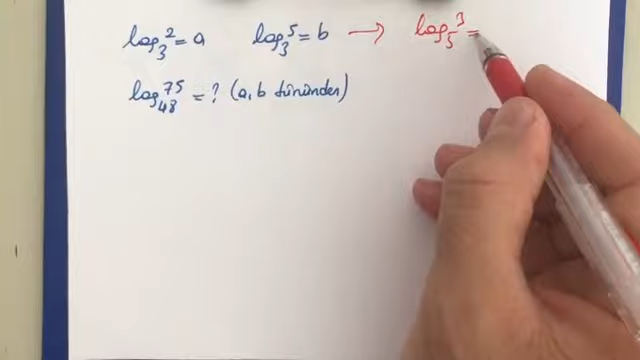 log₃2 = a log₃5 = b → log₅3 =
log₄₈75 = ? (a, b türünden)